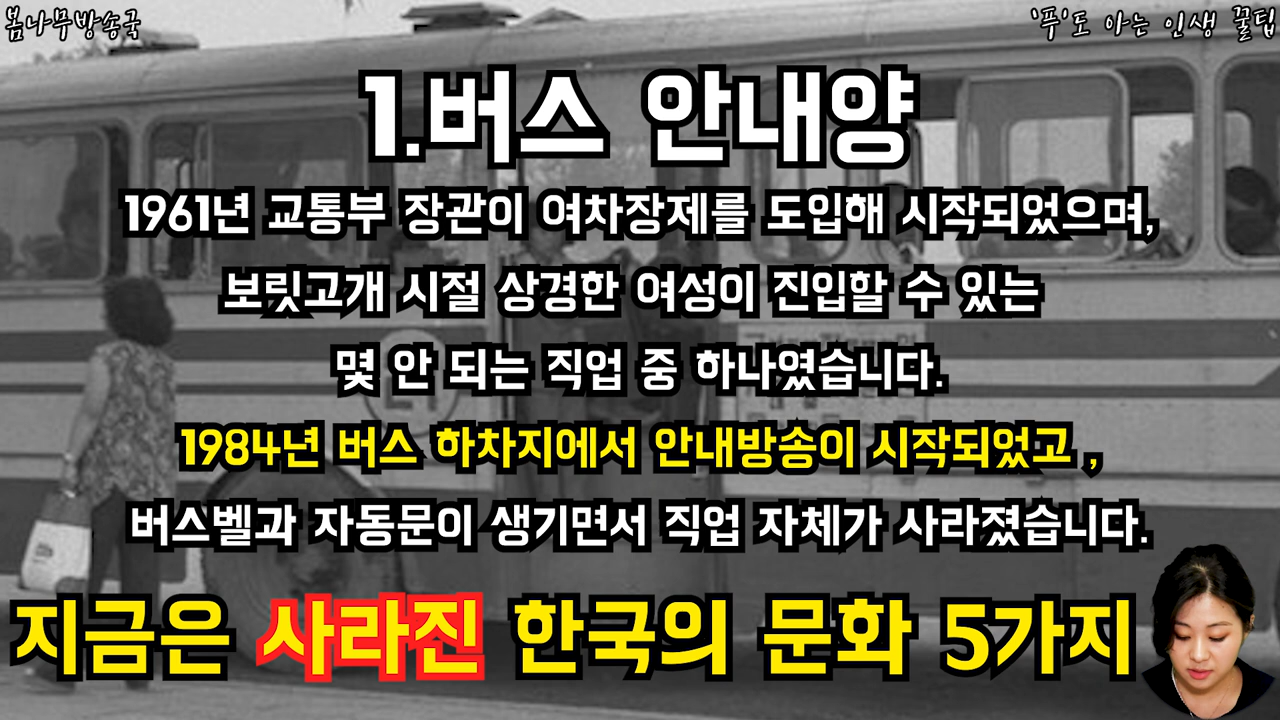 봄나무방송국
'푸'도 아는 인생 꿀팁
1.버스 안내양
1961년 교통부 장관이 여차장제를 도입해 시작되었으며,
보릿고개 시절 상경한 여성이 진입할 수 있는
몇 안 되는 직업 중 하나였습니다.
1984년 버스 하차지에서 안내방송이 시작되었고 ,
버스벨과 자동문이 생기면서 직업 자체가 사라졌습니다.
지금은 사라진 한국의 문화 5가지